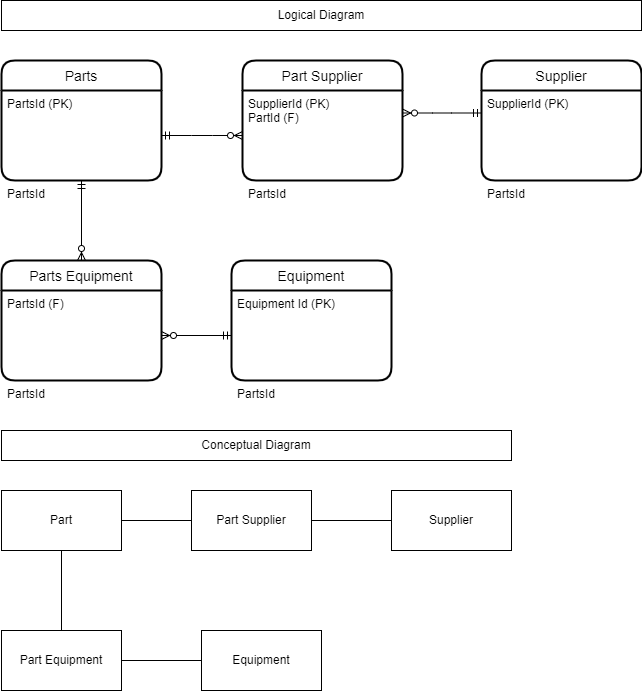 Logical Diagram
Parts
Part Supplier
Supplier
PartsId (PK)
SupplierId (PK)
PartId (F)
SupplierId (PK)
PartsId
PartsId
PartsId
Parts Equipment
Equipment
PartsId (F)
Equipment Id (PK)
PartsId
PartsId
Conceptual Diagram
Part
Part Supplier
Supplier
Part Equipment
Equipment